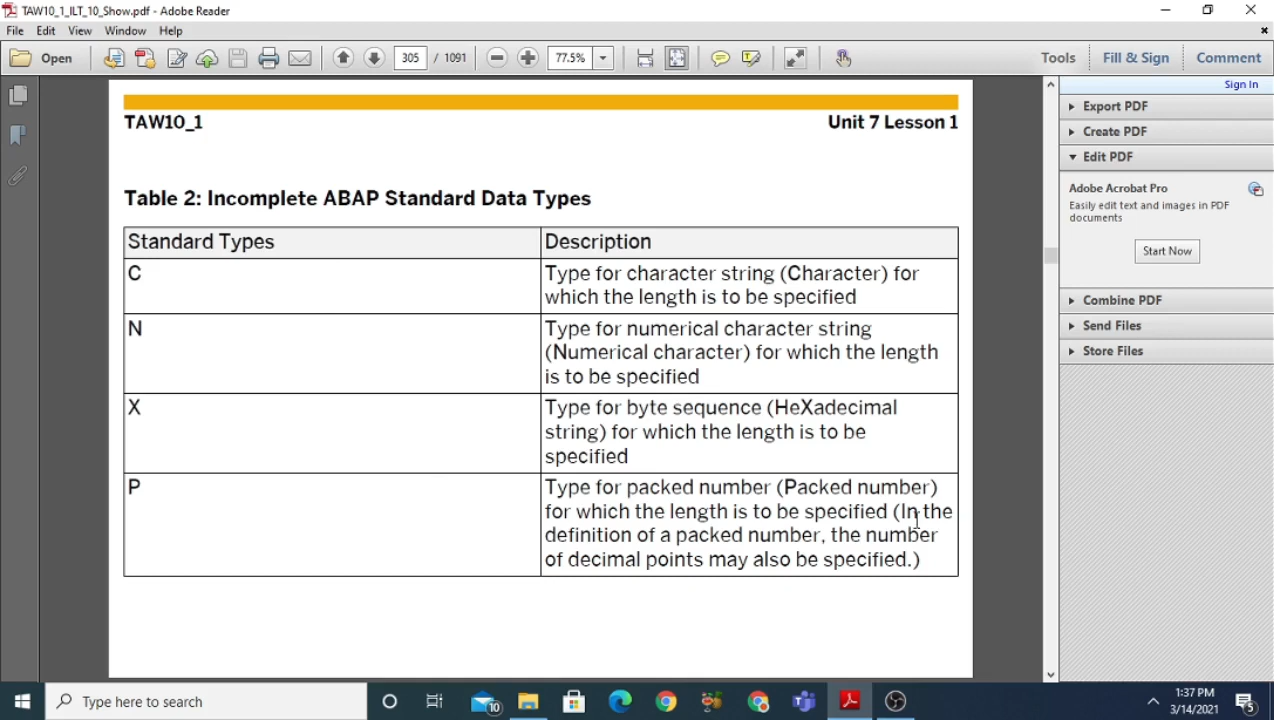 TAW10_1_ILT_10_Show.pdf - Adobe Reader
File Edit View Window Help
Open 305 / 1091 77.5% Tools Fill & Sign Comment
Sign In
Export PDF
Create PDF
Edit PDF
Adobe Acrobat Pro
Easily edit text and images in PDF
documents
Start Now
Combine PDF
Send Files
Store Files
TAW10_1 Unit 7 Lesson 1
Table 2: Incomplete ABAP Standard Data Types
Standard Types Description
C Type for character string (Character) for
which the length is to be specified
N Type for numerical character string
(Numerical character) for which the length
is to be specified
X Type for byte sequence (HeXadecimal
string) for which the length is to be
specified
P Type for packed number (Packed number)
for which the length is to be specified (In the
definition of a packed number, the number
of decimal points may also be specified.)
Type here to search 10 1:37 PM
3/14/2021 5